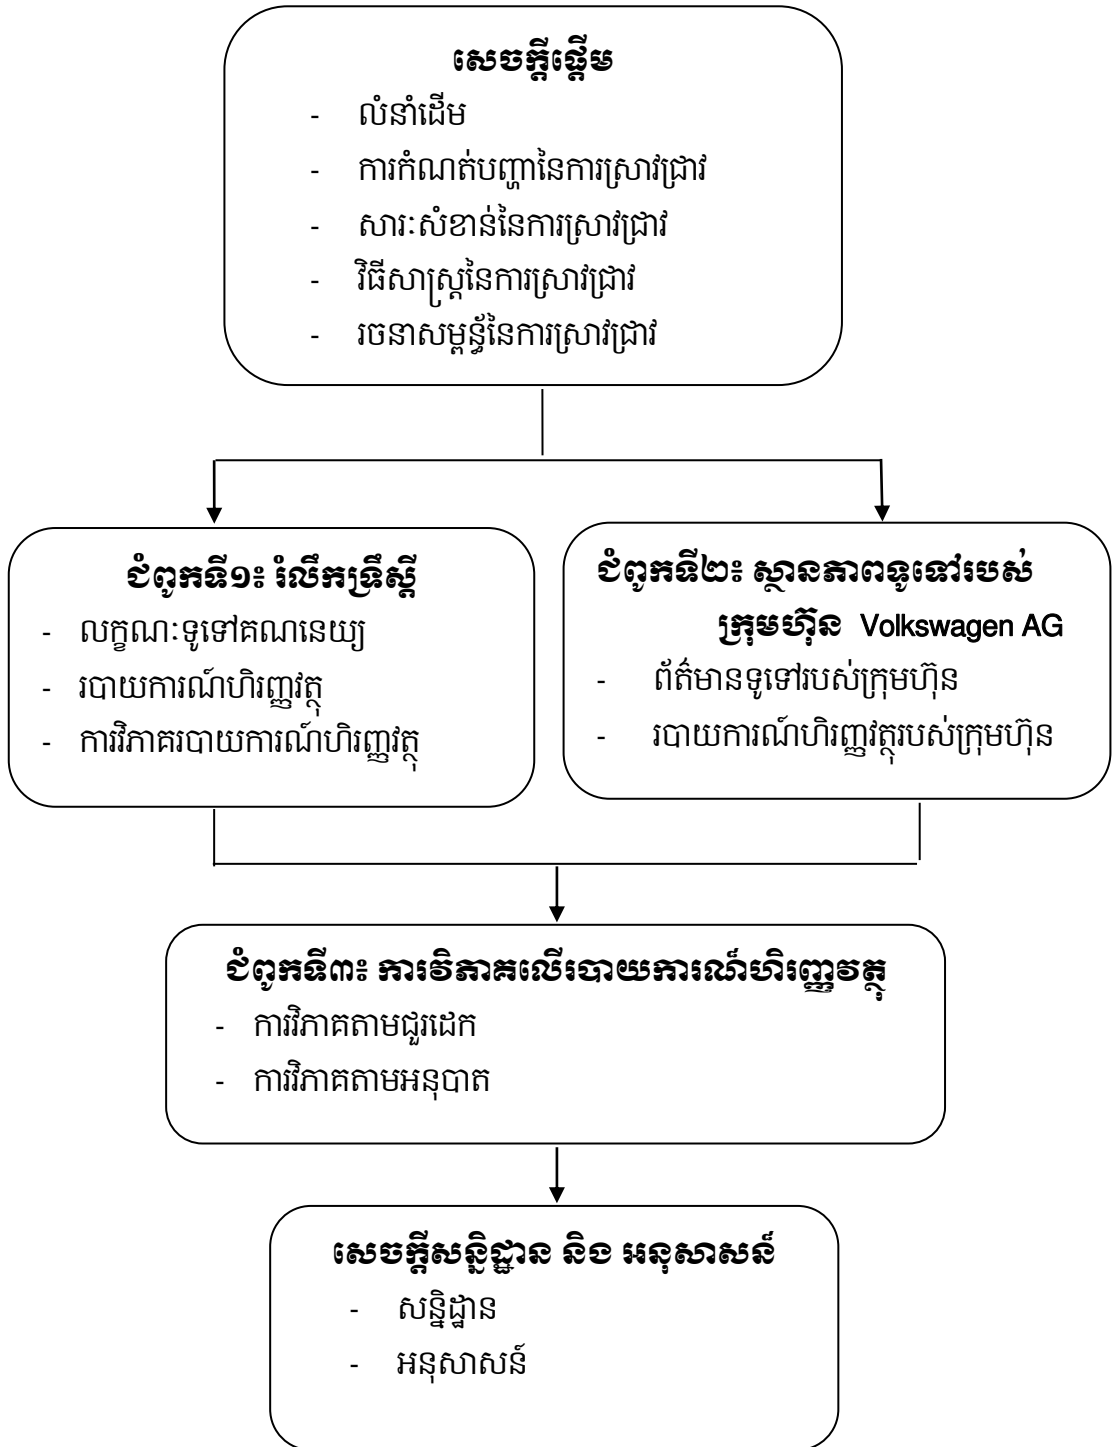 សេចក្តីផ្តើម
- លំនាំដើម
- ការកំណត់បញ្ហានៃការស្រាវជ្រាវ
- សារៈសំខាន់នៃការស្រាវជ្រាវ
- វិធីសាស្ត្រនៃការស្រាវជ្រាវ
- រចនាសម្ពន្ធ័នៃការស្រាវជ្រាវ
ជំពូកទី១៖ រំលឹកទ្រឹស្តី
- លក្ខណៈទូទៅគណនេយ្យ
- របាយការណ៍ហិរញ្ញវត្ថុ
- ការវិភាគរបាយការណ៍ហិរញ្ញវត្ថុ
ជំពូកទី២៖ ស្ថានភាពទូទៅរបស់
ក្រុមហ៊ុន Volkswagen AG
- ព័ត៌មានទូទៅរបស់ក្រុមហ៊ុន
- របាយការណ៍ហិរញ្ញវត្ថុរបស់ក្រុមហ៊ុន
ជំពូកទី៣៖ ការវិភាគលើរបាយការណ៍ហិរញ្ញវត្ថុ
- ការវិភាគតាមជួរដេក
- ការវិភាគតាមអនុបាត
សេចក្តីសន្និដ្ឋាន និង អនុសាសន៍
- សន្និដ្ឋាន
- អនុសាសន៍